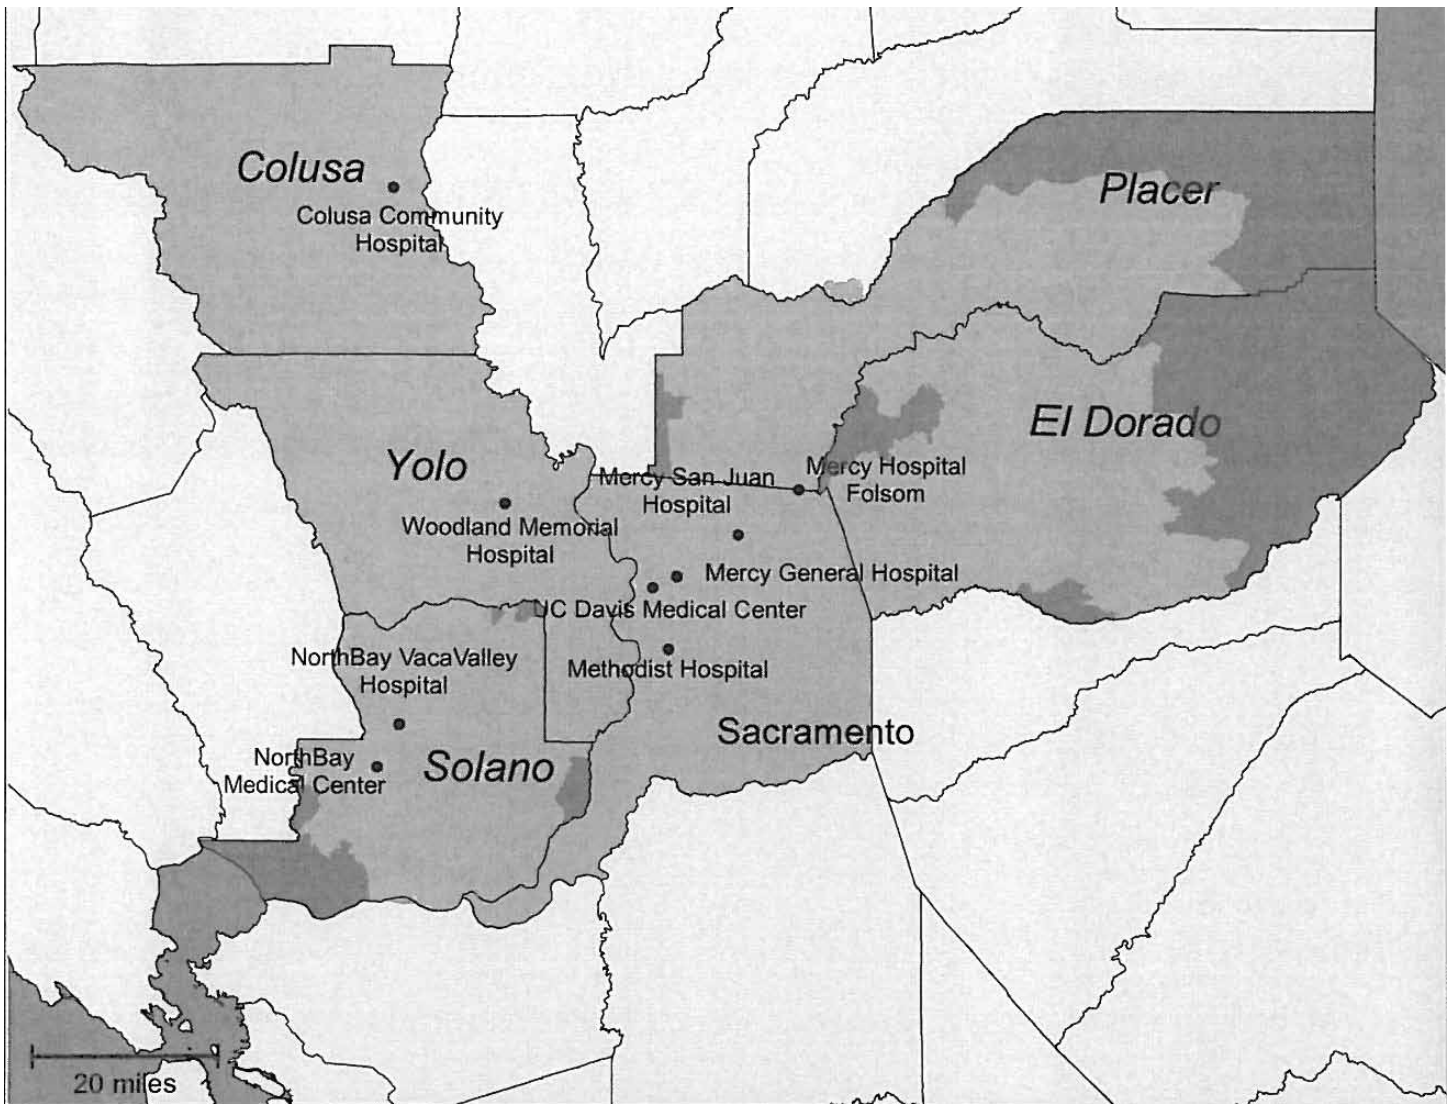 Colusa
Colusa Community
Hospital
Placer
El Dorado
Yolo
Mercy San Juan
Hospital
Mercy Hospital
Folsom
Woodland Memorial
Hospital
Mercy General Hospital
UC Davis Medical Center
NorthBay VacaValley
Hospital
Methodist Hospital
Sacramento
NorthBay
Medical Center
Solano
20 miles